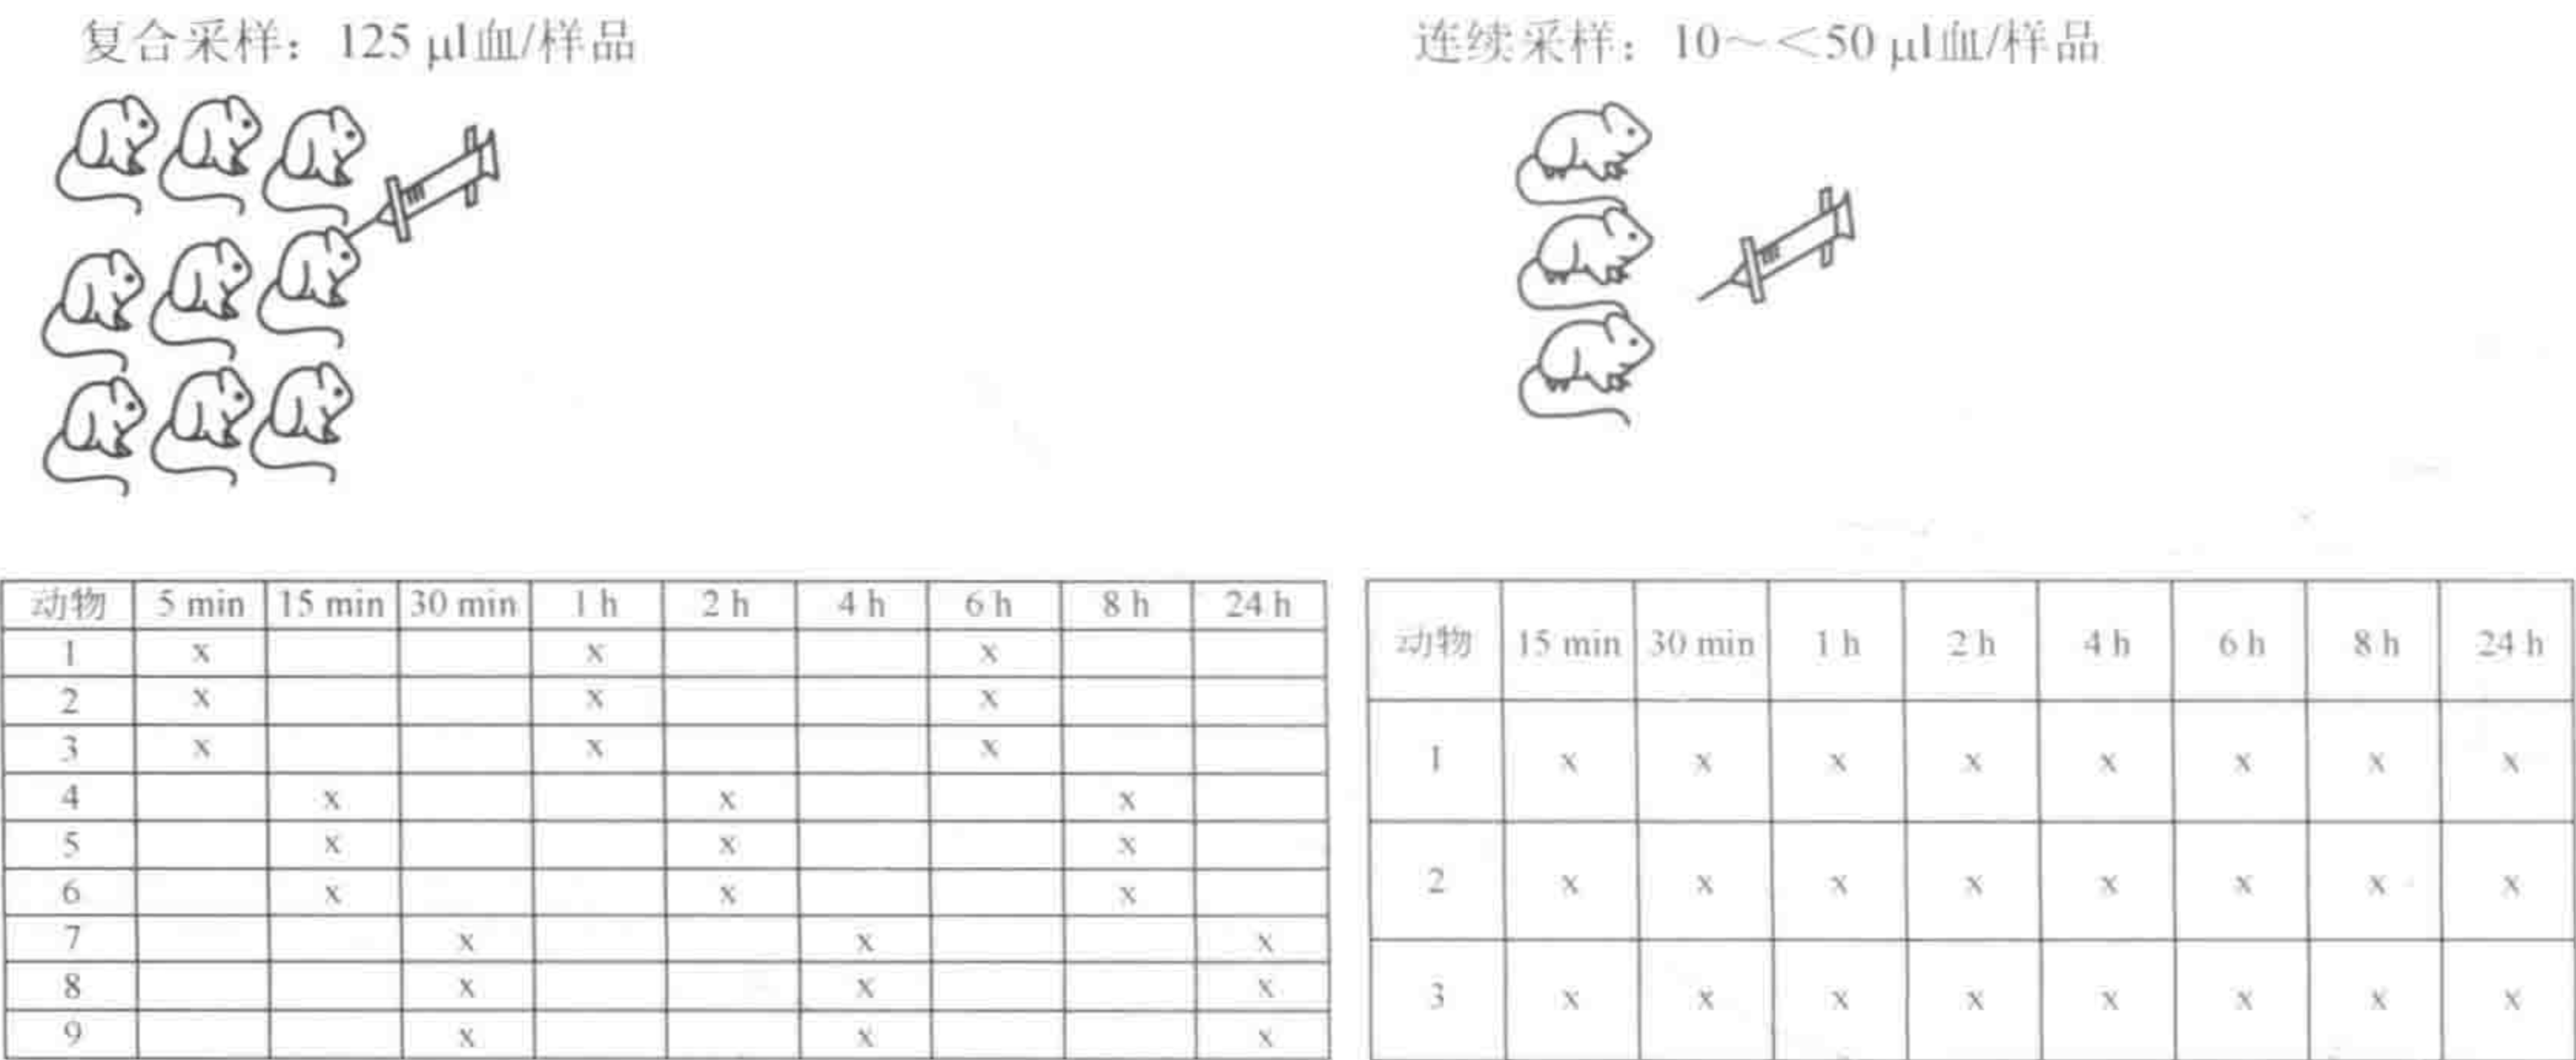 复合采样：125 μl血/样品
连续采样：10～<50 μl血/样品
动物 5 min 15 min 30 min 1 h 2 h 4 h 6 h 8 h 24 h
1 x x x
2 x x x
3 x x x
4 x x x
5 x x x
6 x x x
7 x x x
8 x x x
9 x x x
动物 15 min 30 min 1 h 2 h 4 h 6 h 8 h 24 h
1 x x x x x x x x
2 x x x x x x x x
3 x x x x x x x x